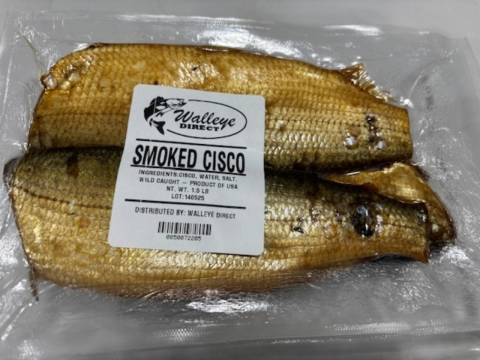 Walleye
DIRECT
SMOKED CISCO
INGREDIENTS:CISCO, WATER, SALT.
WILD CAUGHT — PRODUCT OF USA
NT. WT. 1.5 LB
LOT:140525
DISTRIBUTED BY: WALLEYE DIRECT
0050072205